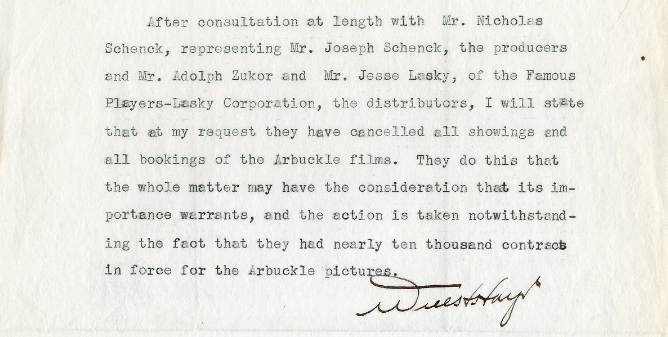 After consultation at length with Mr. Nicholas
Schenck, representing Mr. Joseph Schenck, the producers
and Mr. Adolph Zukor and Mr. Jesse Lasky, of the Famous
Players-Lasky Corporation, the distributors, I will state
that at my request they have cancelled all showings and
all bookings of the Arbuckle films. They do this that
the whole matter may have the consideration that its im-
portance warrants, and the action is taken notwithstand-
ing the fact that they had nearly ten thousand contracts
in force for the Arbuckle pictures.
Will H Hays